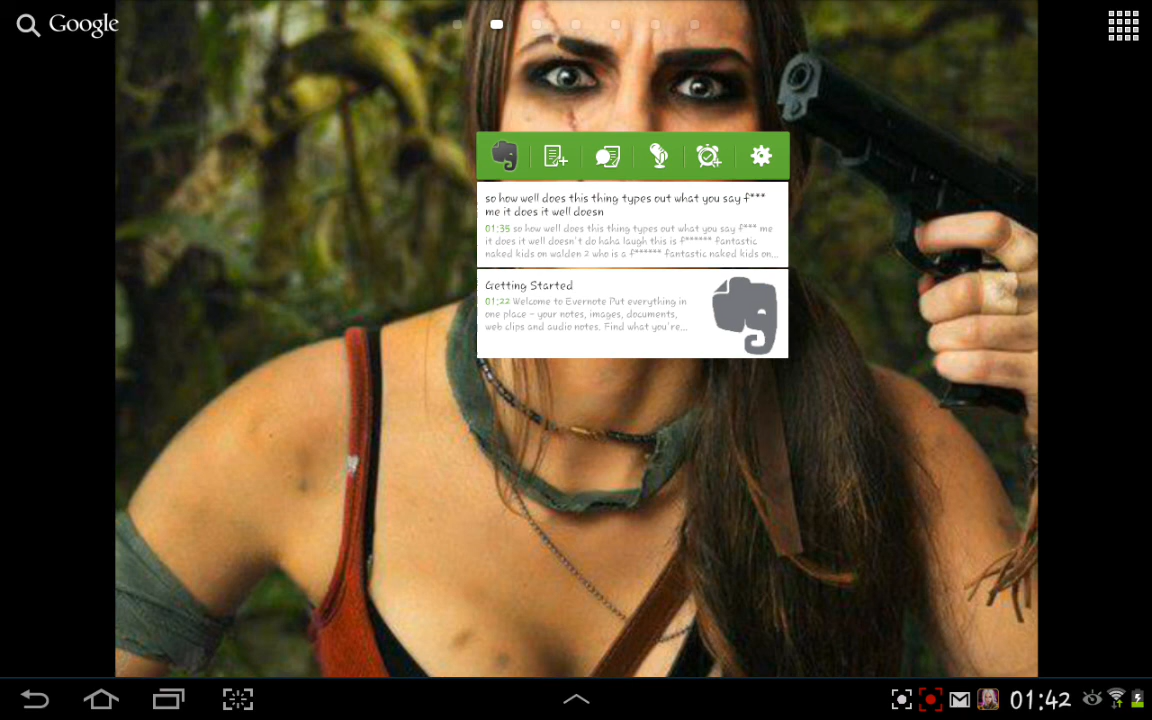 Google
so how well does this thing types out what you say f***
me it does it well doesn
01:35 so how well does this thing types out what you say f*** me
it does it well doesn't do haha laugh this is f****** fantastic
naked kids on walden 2 who is a f****** fantastic naked kids on...
Getting Started
01:22 Welcome to Evernote Put everything in
one place - your notes, images, documents,
web clips and audio notes. Find what you're...
01:42